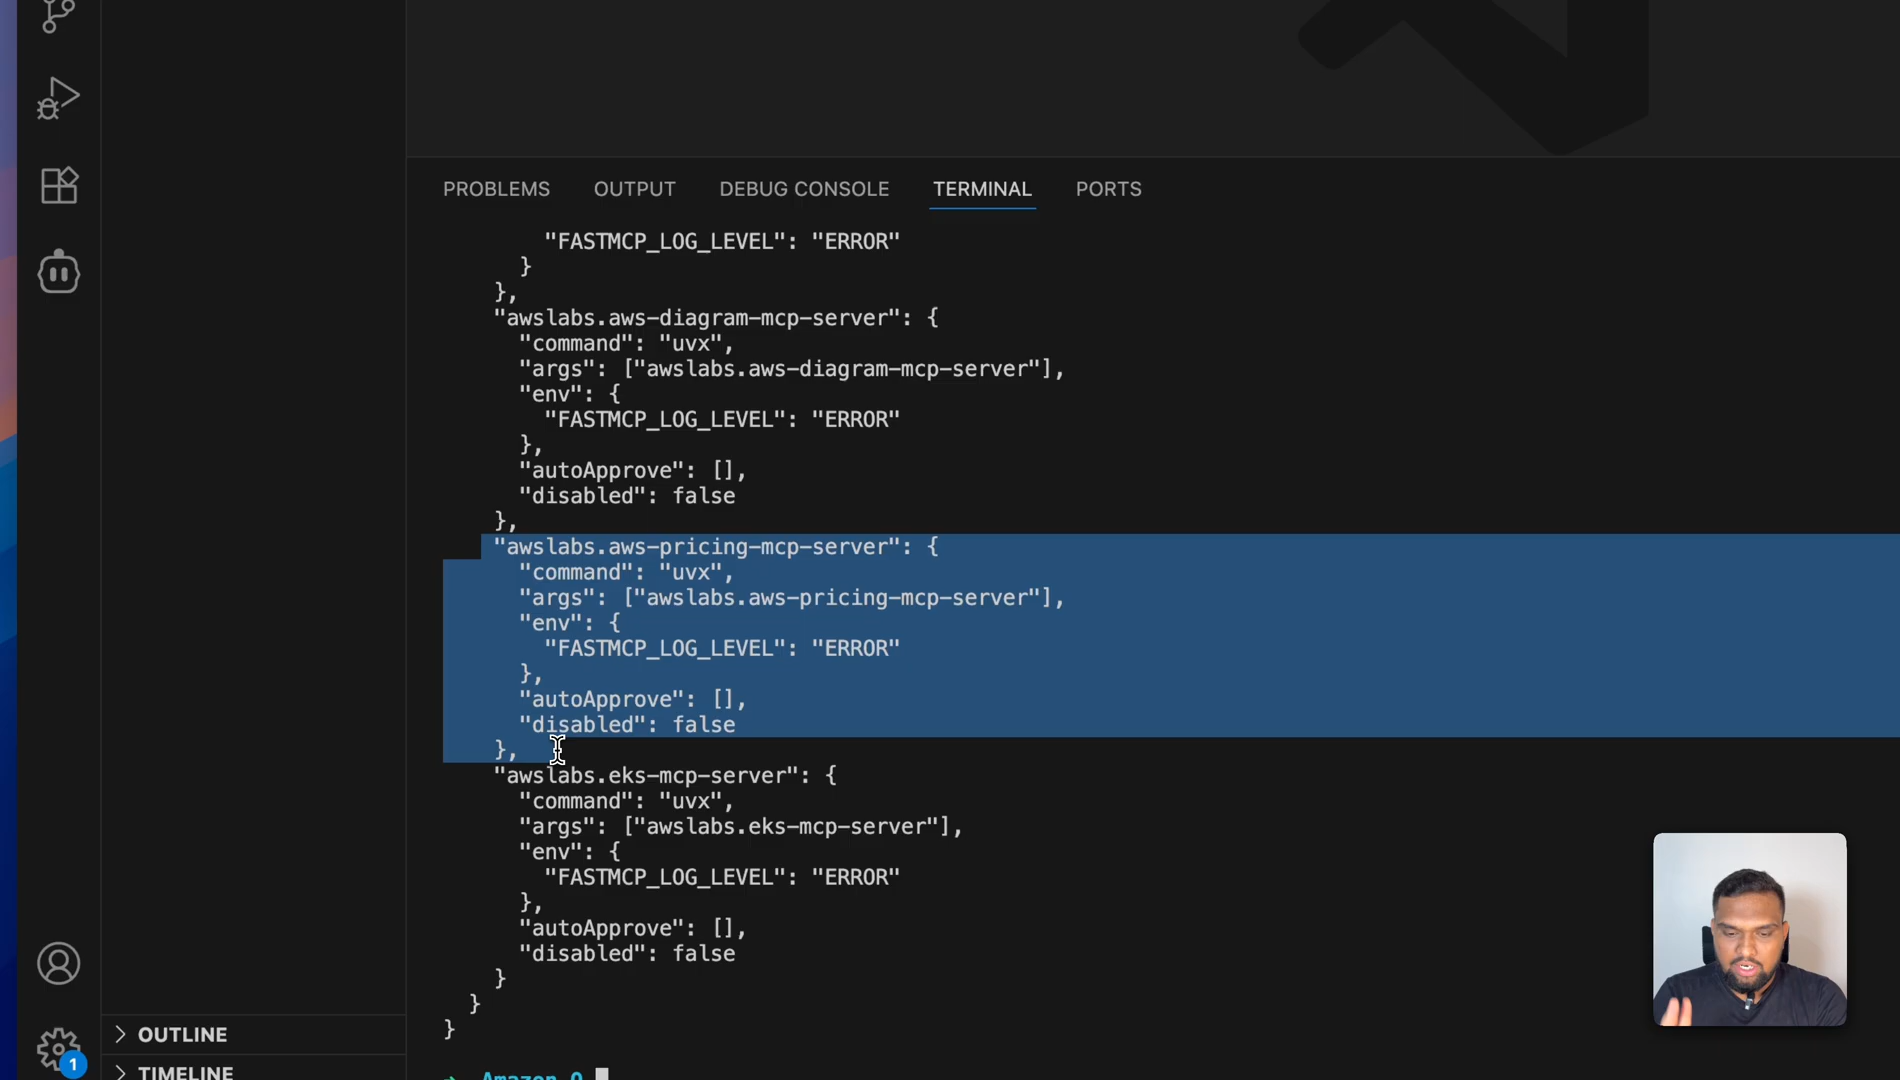 PROBLEMS OUTPUT DEBUG CONSOLE TERMINAL PORTS
"FASTMCP_LOG_LEVEL": "ERROR"
}
},
"awslabs.aws-diagram-mcp-server": {
"command": "uvx",
"args": ["awslabs.aws-diagram-mcp-server"],
"env": {
"FASTMCP_LOG_LEVEL": "ERROR"
},
"autoApprove": [],
"disabled": false
},
"awslabs.aws-pricing-mcp-server": {
"command": "uvx",
"args": ["awslabs.aws-pricing-mcp-server"],
"env": {
"FASTMCP_LOG_LEVEL": "ERROR"
},
"autoApprove": [],
"disabled": false
},
"awslabs.eks-mcp-server": {
"command": "uvx",
"args": ["awslabs.eks-mcp-server"],
"env": {
"FASTMCP_LOG_LEVEL": "ERROR"
},
"autoApprove": [],
"disabled": false
}
}
}
OUTLINE
1
TIMELINE
Amazon Q